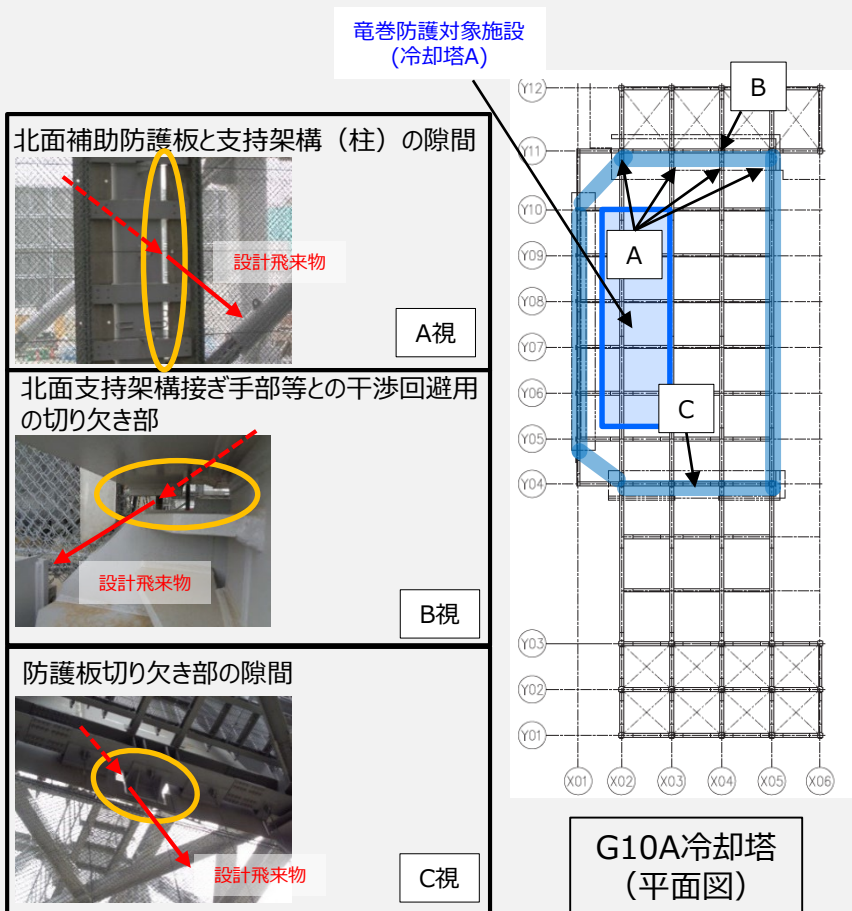 竜巻防護対象施設
(冷却塔A)
北面補助防護板と支持架構（柱）の隙間
設計飛来物
A視
北面支持架構接ぎ手部等との干渉回避用
の切り欠き部
設計飛来物
B視
防護板切り欠き部の隙間
設計飛来物
C視
B
A
C
Y12
Y11
Y10
Y09
Y08
Y07
Y06
Y05
Y04
Y03
Y02
Y01
X01 X02 X03 X04 X05 X06
G10A冷却塔
（平面図）